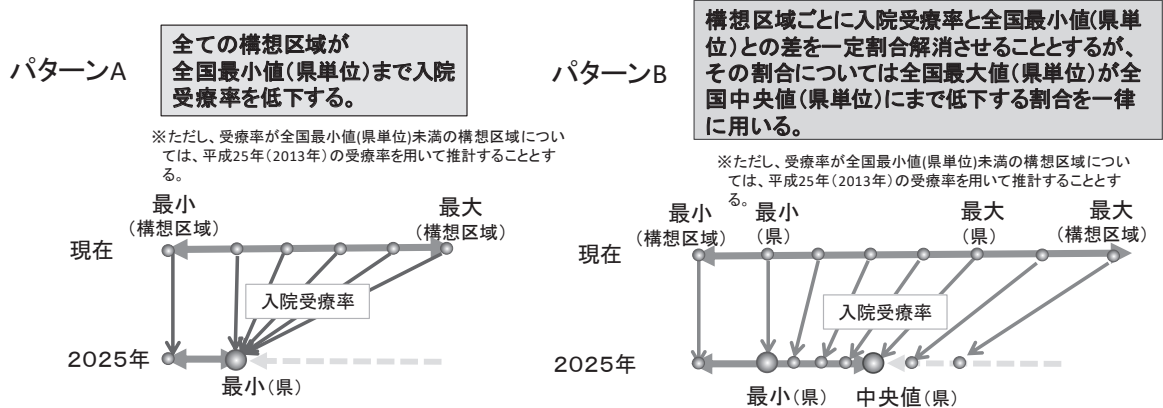 パターンA
全ての構想区域が
全国最小値(県単位)まで入院
受療率を低下する。
※ただし、受療率が全国最小値(県単位)未満の構想区域につい
ては、平成25年(2013年)の受療率を用いて推計することとす
る。
最小
(構想区域)
最大
(構想区域)
現在
入院受療率
2025年
最小(県)
パターンB
構想区域ごとに入院受療率と全国最小値(県単
位)との差を一定割合解消させることとするが、
その割合については全国最大値(県単位)が全
国中央値(県単位)にまで低下する割合を一律
に用いる。
※ただし、受療率が全国最小値(県単位)未満の構想区域につい
ては、平成25年(2013年)の受療率を用いて推計することとす
る。
最小
(構想区域)
最小
(県)
最大
(県)
最大
(構想区域)
現在
入院受療率
2025年
最小(県)
中央値(県)